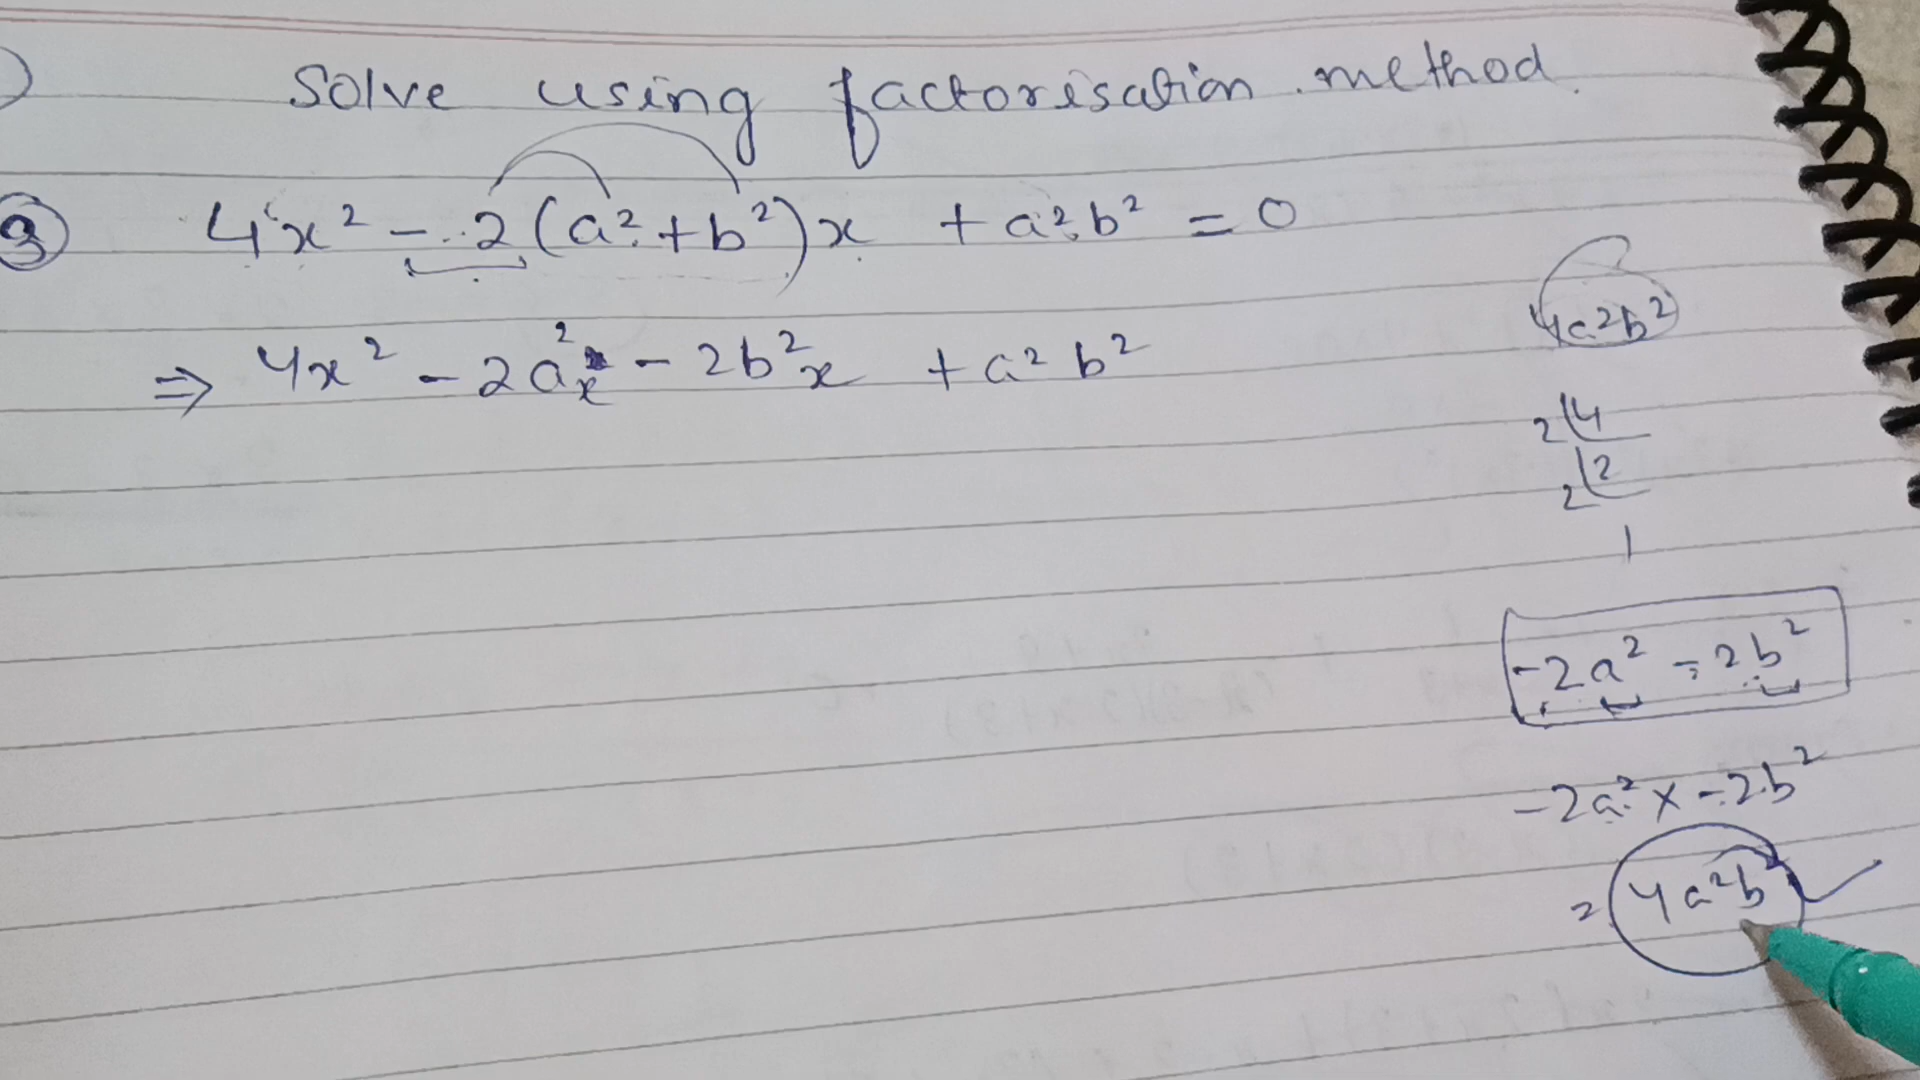 Solve using factorisation method.
3 4x² - 2(a²+b²)x + a²b² = 0
⇒ 4x² - 2a²x - 2b²x + a²b²
4a²b²
2 4
2 2
1
-2a² - 2b²
-2a² x -2b²
= 4a²b²